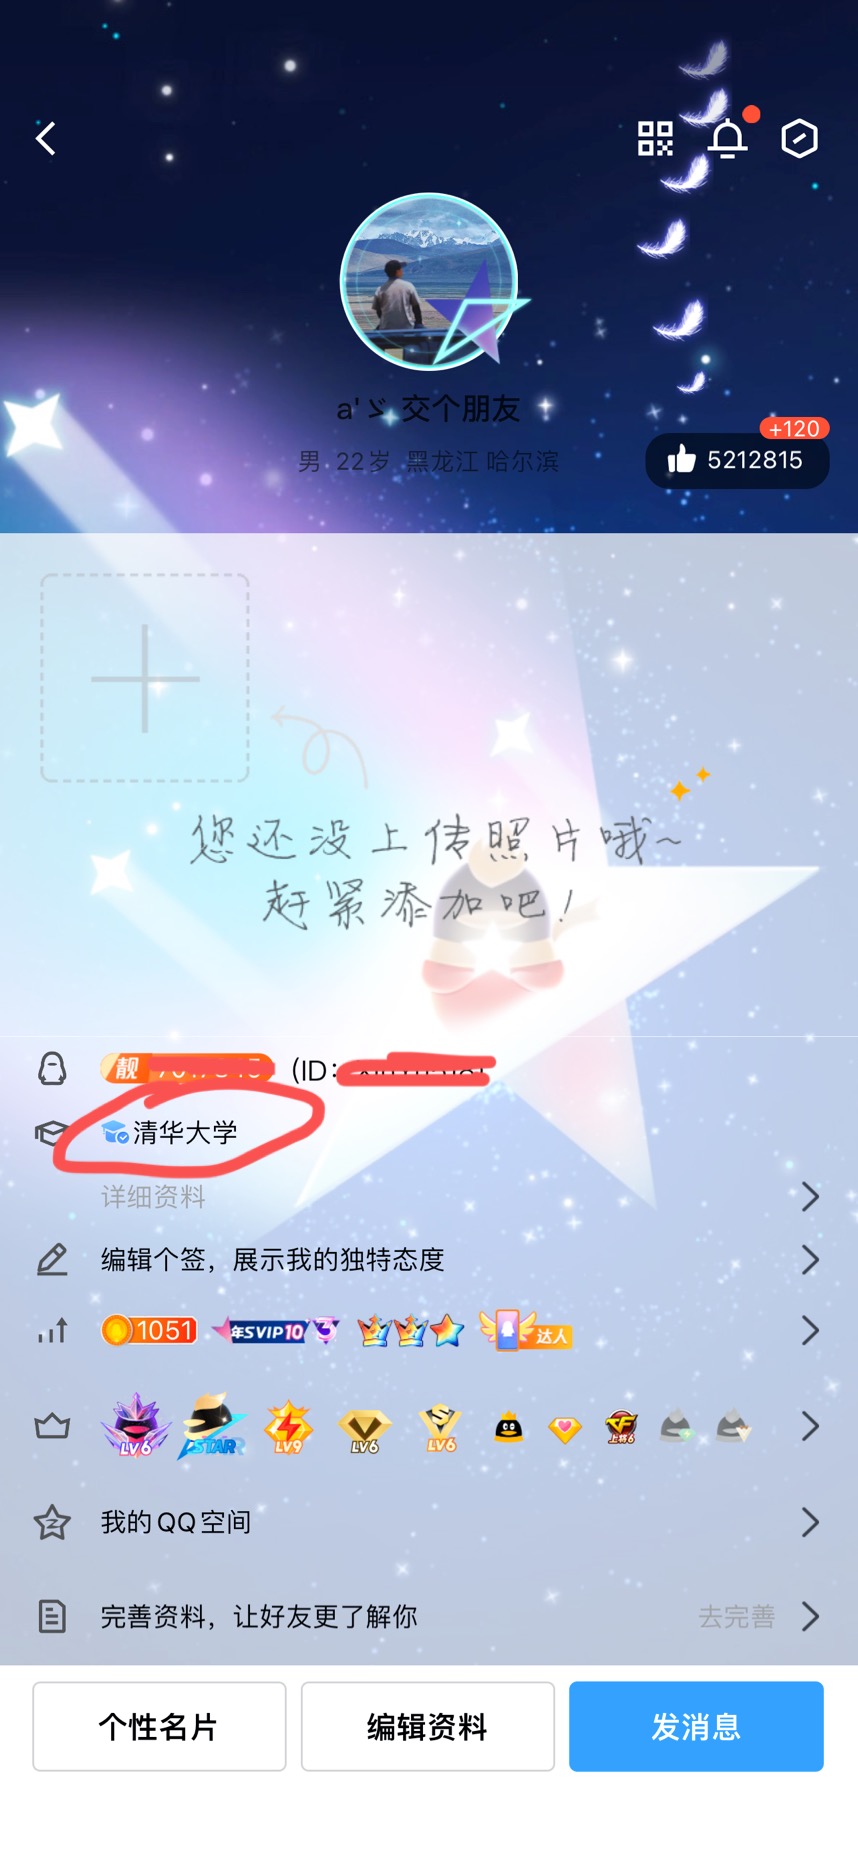 a'ゞ 交个朋友
+120
男 22岁 黑龙江 哈尔滨
5212815
您还没上传照片哦~
赶紧添加吧！
靓 (ID:
清华大学
详细资料
编辑个签，展示我的独特态度
1051 年SVIP10 3 达人
LV6 STAR LV9 LV6 LV6 CF 上特6
我的QQ空间
完善资料，让好友更了解你 去完善
个性名片 编辑资料 发消息